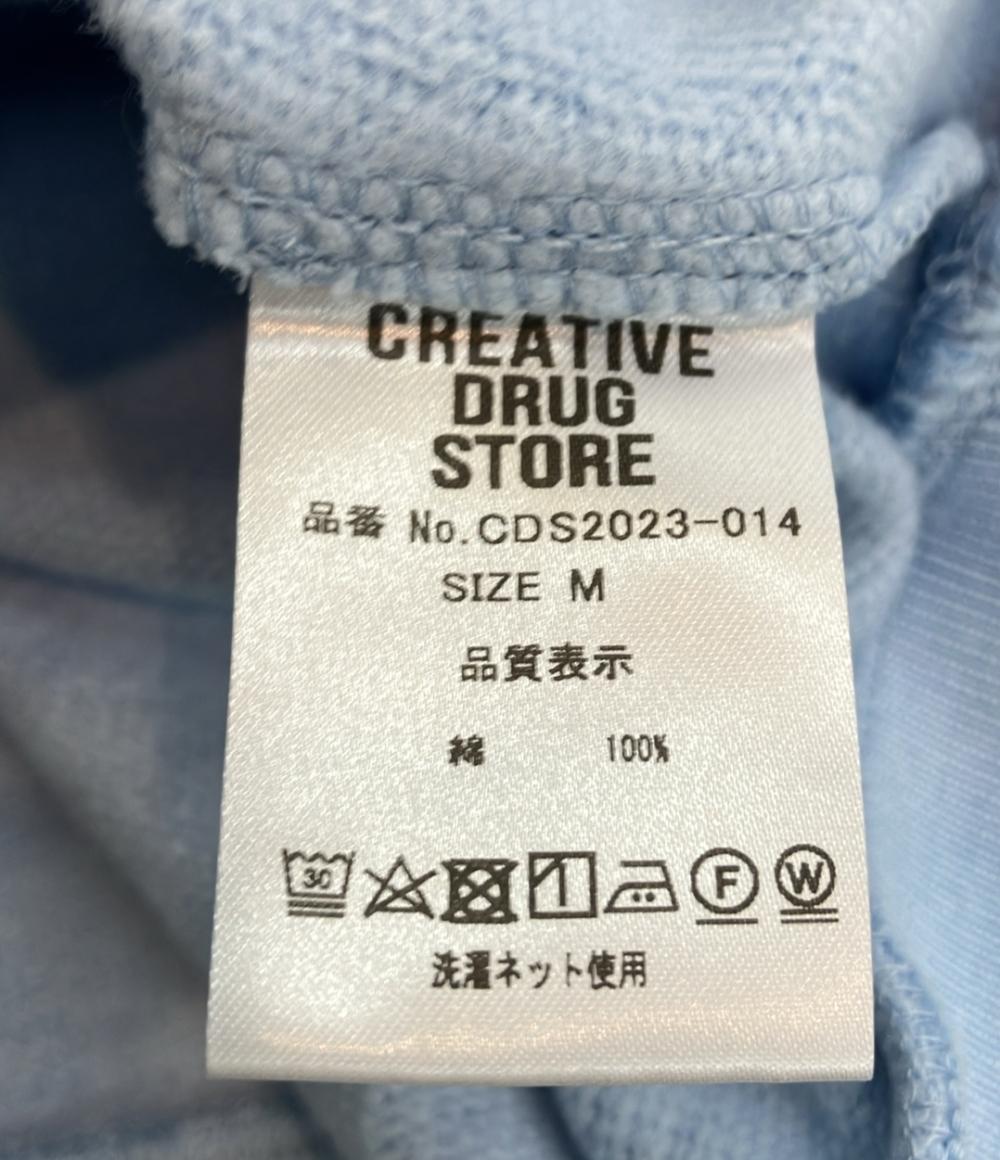 CREATIVE
DRUG
STORE
品番 No.CDS2023-014
SIZE M
品質表示
綿 100%
30 F W
洗濯ネット使用